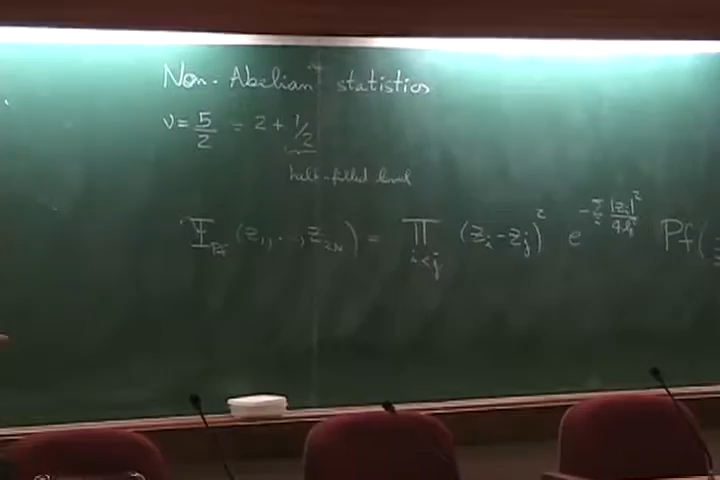 Non-Abelian statistics
ν = 5/2 = 2 + 1/2
half-filled level
Ψ_Pf (z_1, ..., z_2N) = ∏_{i<j} (z_i - z_j)^2 e^{-Σ_i |z_i|^2 / 4l_B^2} Pf(